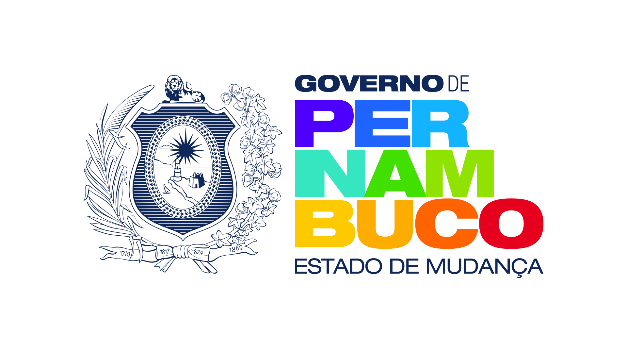 GOVERNO DE
PER
NAM
BUCO
ESTADO DE MUDANÇA